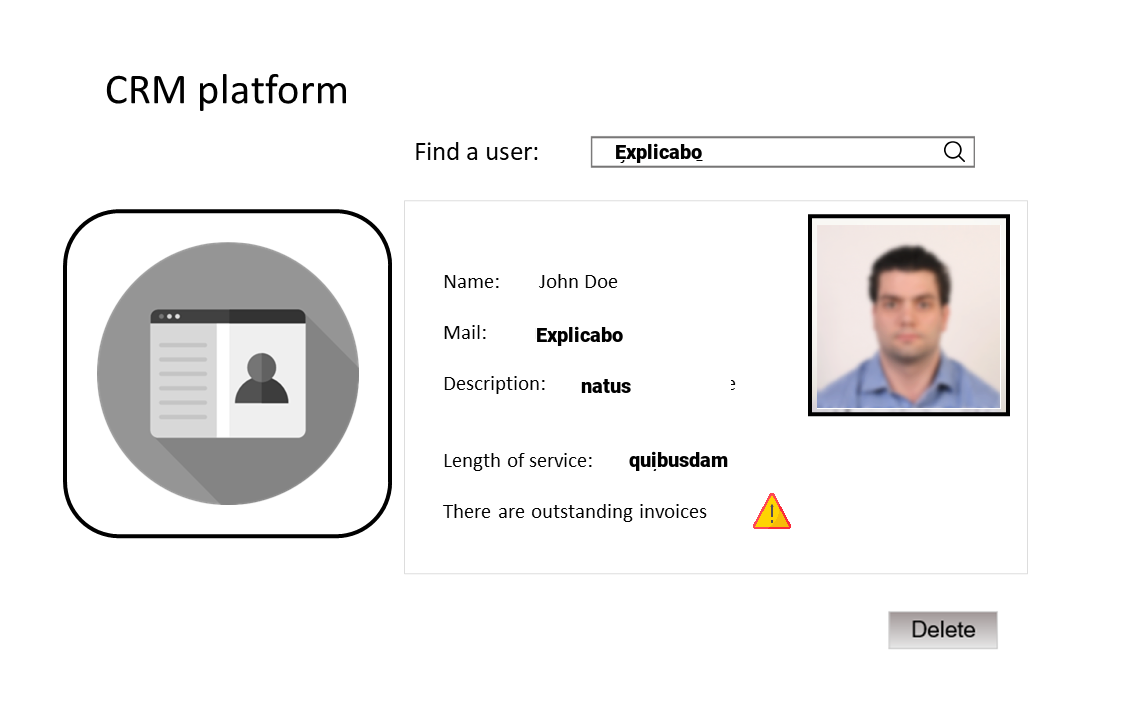 CRM platform
Find a user: Explicabo
Name: John Doe
Mail: Explicabo
Description: natus e
Length of service: quibusdam
There are outstanding invoices
Delete